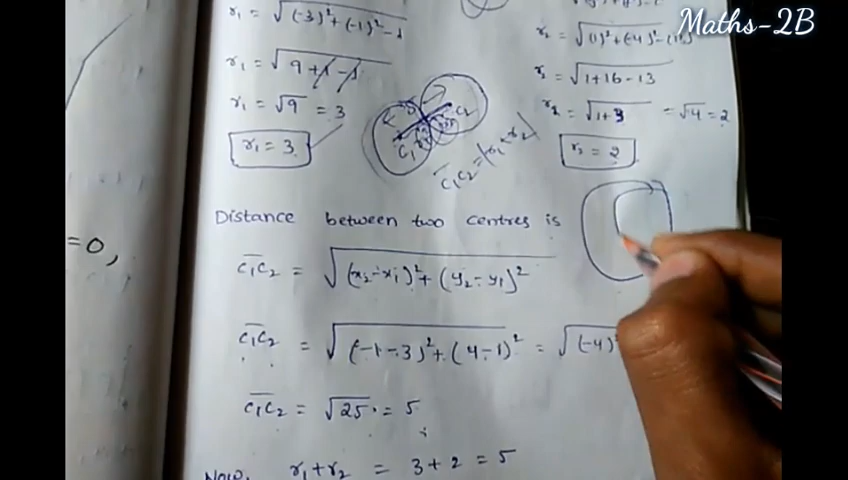 Maths-2B
r₁ = √(-3)²+(-1)²-1
r₁ = √9+1-1
r₁ = √9 = 3
r₁ = 3
r₂ = √(1)²+(-4)²-(13)
r₂ = √1+16-13
r₂ = √1+3 = √4 = 2
r₂ = 2
C₁
C₂
C₁C₂ = |r₁+r₂|
= 0,
Distance between two centres is
C₁C₂ = √(x₂-x₁)²+(y₂-y₁)²
C₁C₂ = √(-1-3)²+(4-1)² = √(-4)²
C₁C₂ = √25 = 5
Now, r₁+r₂ = 3+2 = 5